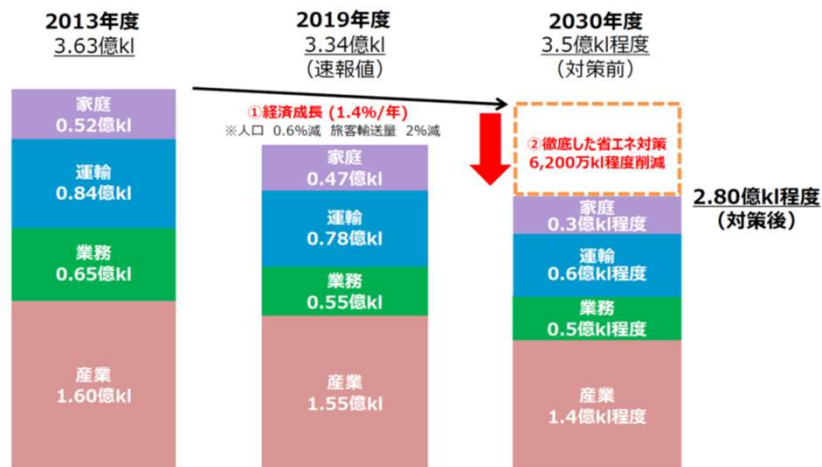 2013年度
3.63億kl
家庭
0.52億kl
運輸
0.84億kl
業務
0.65億kl
産業
1.60億kl
2019年度
3.34億kl
（速報値）
①経済成長 (1.4%/年)
※人口 0.6%減 旅客輸送量 2%減
家庭
0.47億kl
運輸
0.78億kl
業務
0.55億kl
産業
1.55億kl
2030年度
3.5億kl程度
（対策前）
②徹底した省エネ対策
6,200万kl程度削減
家庭
0.3億kl程度
運輸
0.6億kl程度
業務
0.5億kl程度
産業
1.4億kl程度
2.80億kl程度
（対策後）